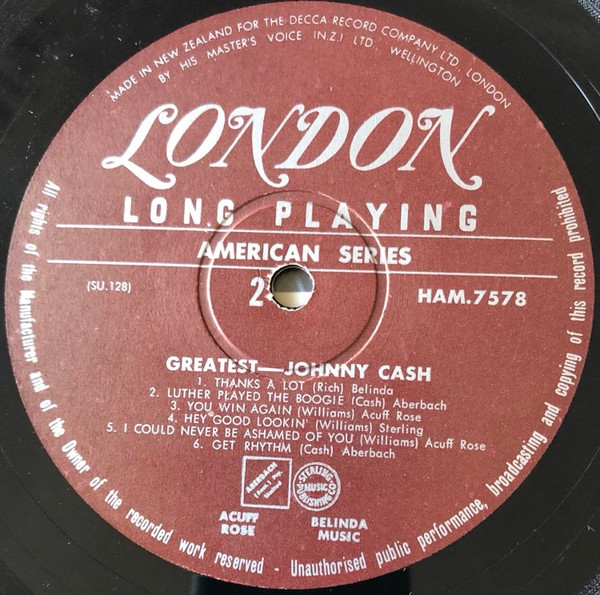 MADE IN NEW ZEALAND FOR THE DECCA RECORD COMPANY LTD. LONDON
BY HIS MASTER'S VOICE (N.Z.) LTD. WELLINGTON
LONDON
LONG PLAYING
AMERICAN SERIES
(SU.128)
2
HAM.7578
GREATEST—JOHNNY CASH
1. THANKS A LOT (Rich) Belinda
2. LUTHER PLAYED THE BOOGIE (Cash) Aberbach
3. YOU WIN AGAIN (Williams) Acuff Rose
4. HEY GOOD LOOKIN' (Williams) Sterling
5. I COULD NEVER BE ASHAMED OF YOU (Williams) Acuff Rose
6. GET RHYTHM (Cash) Aberbach
ABERBACH
STERLING
MUSIC
PUBLISHING CO
ACUFF
ROSE
BELINDA
MUSIC
All rights of the Manufacturer and of the Owner of the recorded work reserved - Unauthorised public performance, broadcasting and copying of this record prohibited